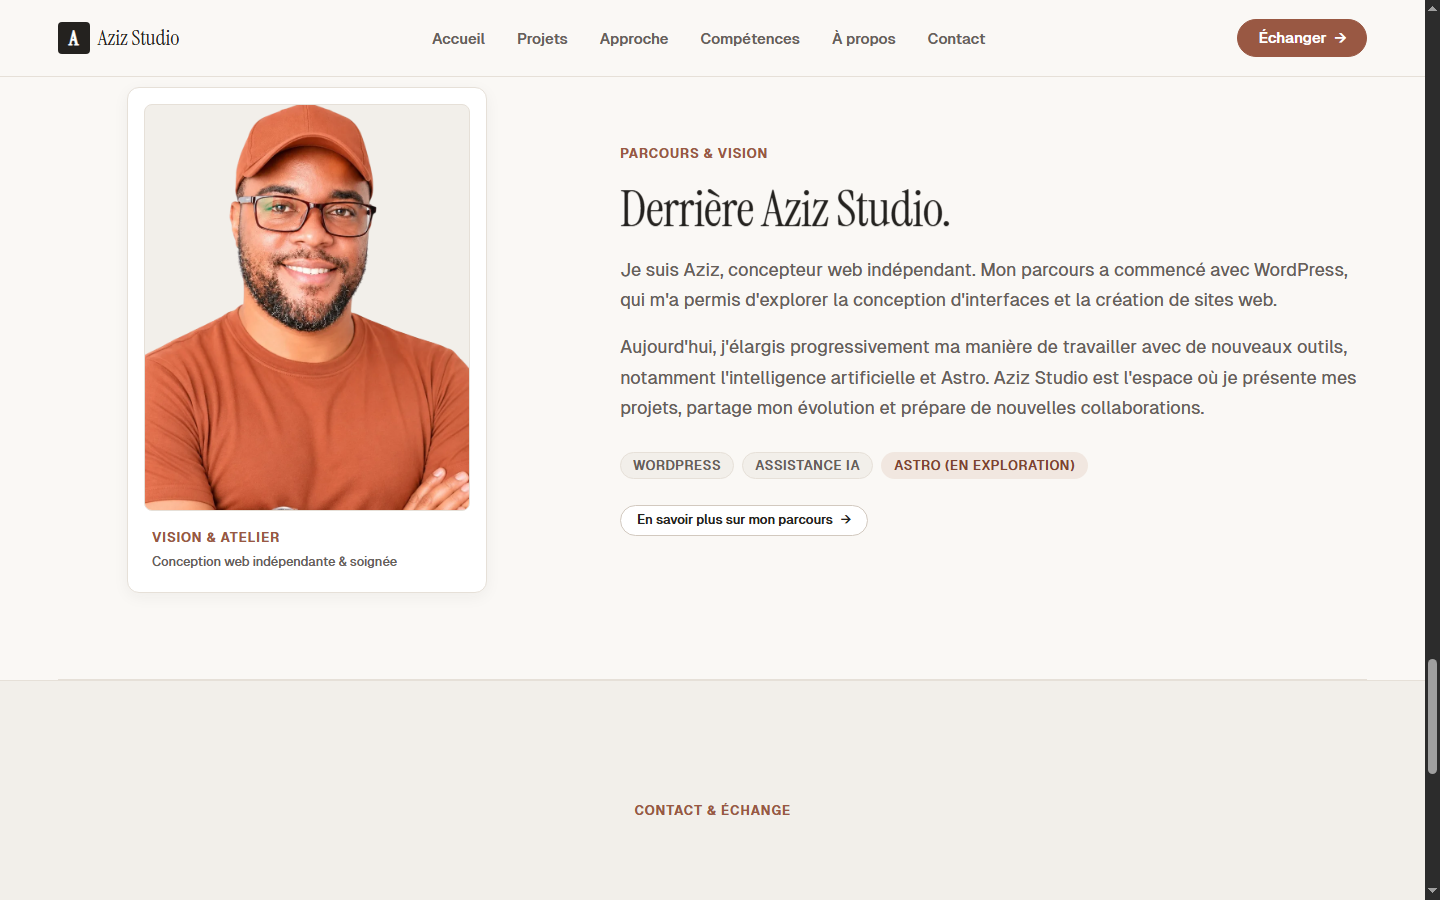 A Aziz Studio
Accueil Projets Approche Compétences À propos Contact
Échanger →
VISION & ATELIER
Conception web indépendante & soignée
PARCOURS & VISION
Derrière Aziz Studio.
Je suis Aziz, concepteur web indépendant. Mon parcours a commencé avec WordPress,
qui m'a permis d'explorer la conception d'interfaces et la création de sites web.
Aujourd'hui, j'élargis progressivement ma manière de travailler avec de nouveaux outils,
notamment l'intelligence artificielle et Astro. Aziz Studio est l'espace où je présente mes
projets, partage mon évolution et prépare de nouvelles collaborations.
WORDPRESS ASSISTANCE IA ASTRO (EN EXPLORATION)
En savoir plus sur mon parcours →
CONTACT & ÉCHANGE